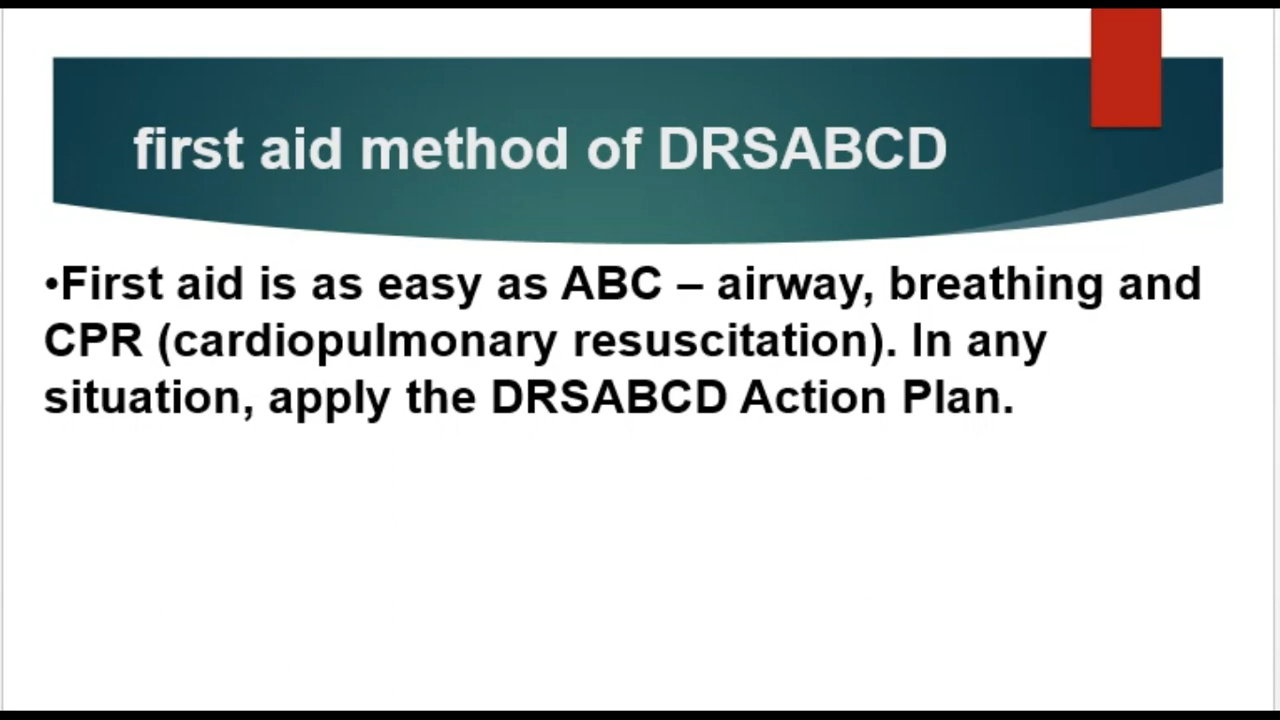 first aid method of DRSABCD
•First aid is as easy as ABC – airway, breathing and
CPR (cardiopulmonary resuscitation). In any
situation, apply the DRSABCD Action Plan.